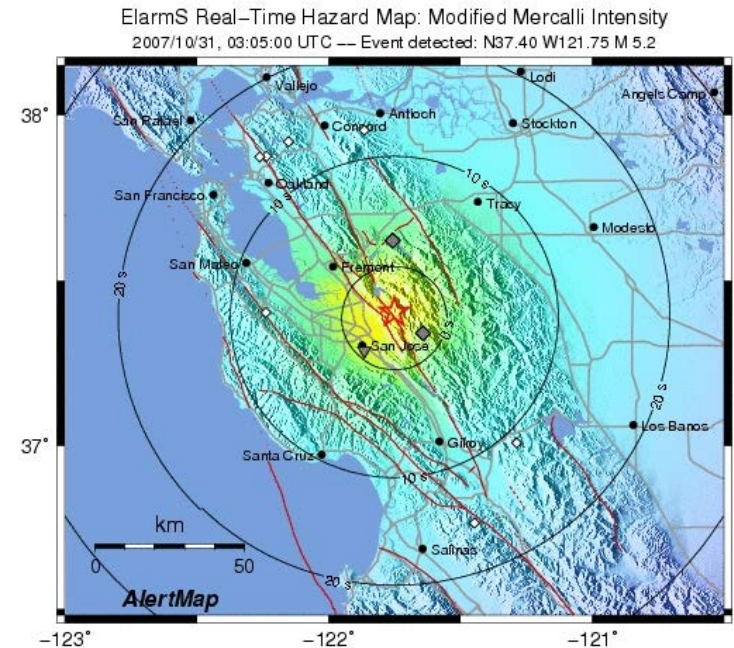 ElarmS Real-Time Hazard Map: Modified Mercalli Intensity
2007/10/31, 03:05:00 UTC -- Event detected: N37.40 W121.75 M 5.2
Lodi
Vallejo
Angels Camp
38°
San Rafael
Concord
Antioch
Stockton
Oakland
10 s
10 s
San Francisco
Tracy
Modesto
San Mateo
Fremont
20 s
0 s
San Jose
20 s
37°
Santa Cruz
Gilroy
Los Banos
10 s
km
0
50
Salinas
20 s
AlertMap
-123°
-122°
-121°